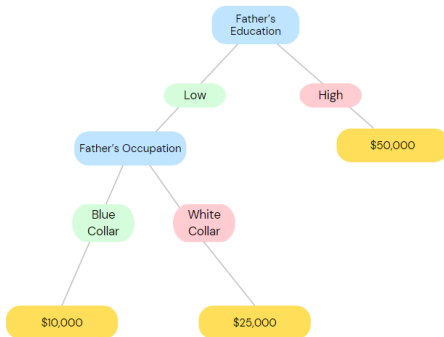 Father's
Education
Low
High
Father's Occupation
$50,000
Blue
Collar
White
Collar
$10,000
$25,000